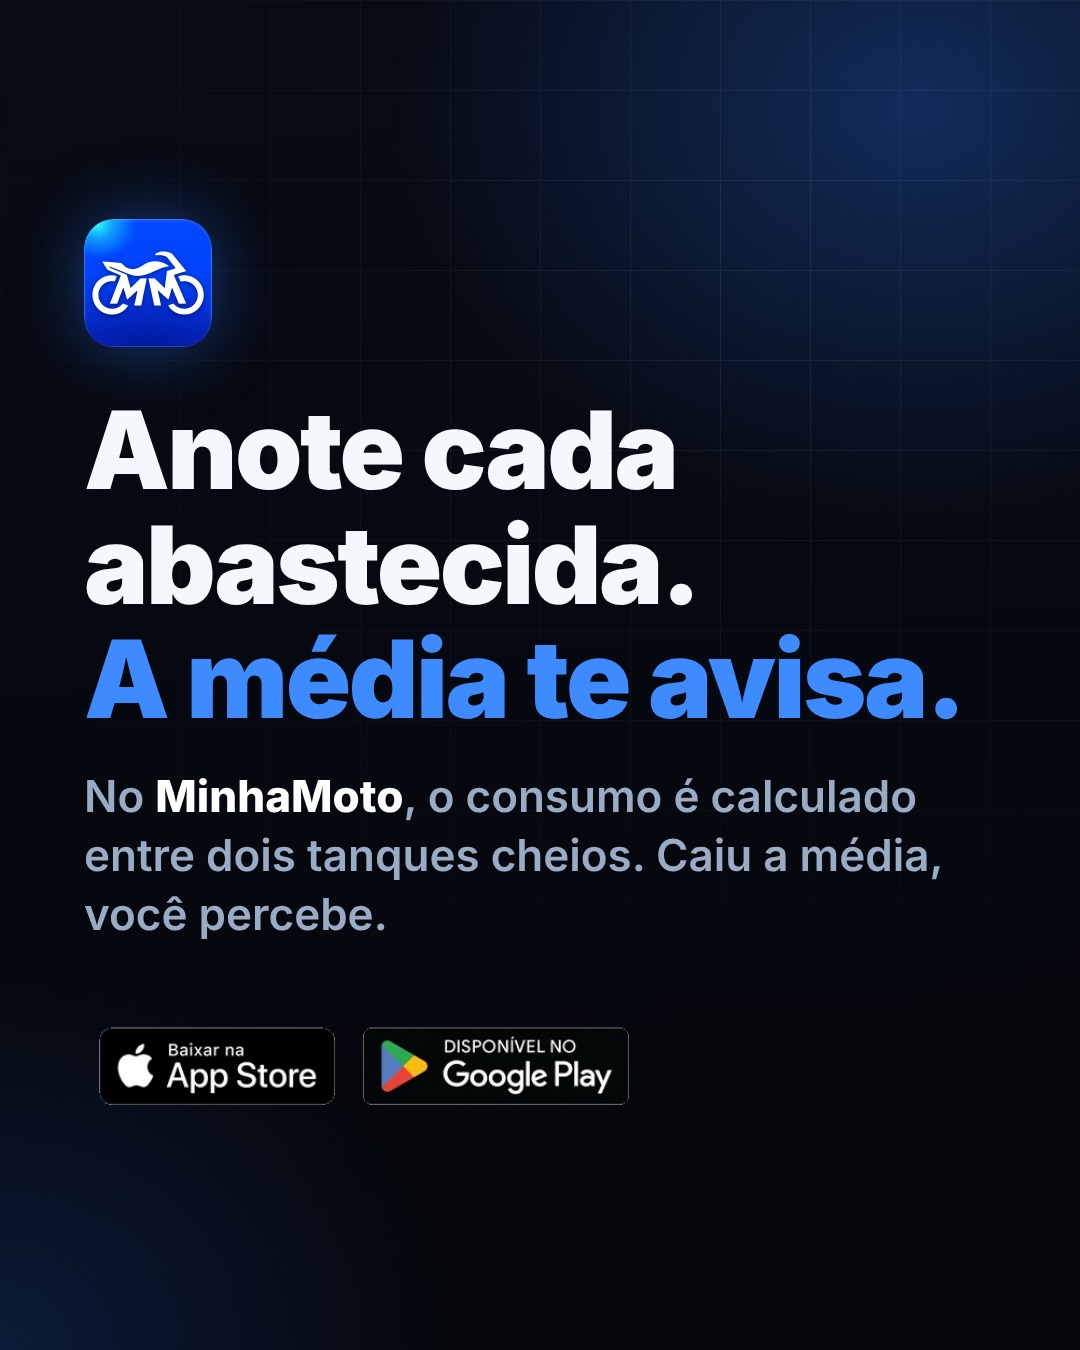 MM
Anote cada
abastecida.
A média te avisa.
No MinhaMoto, o consumo é calculado
entre dois tanques cheios. Caiu a média,
você percebe.
Baixar na
App Store
DISPONÍVEL NO
Google Play